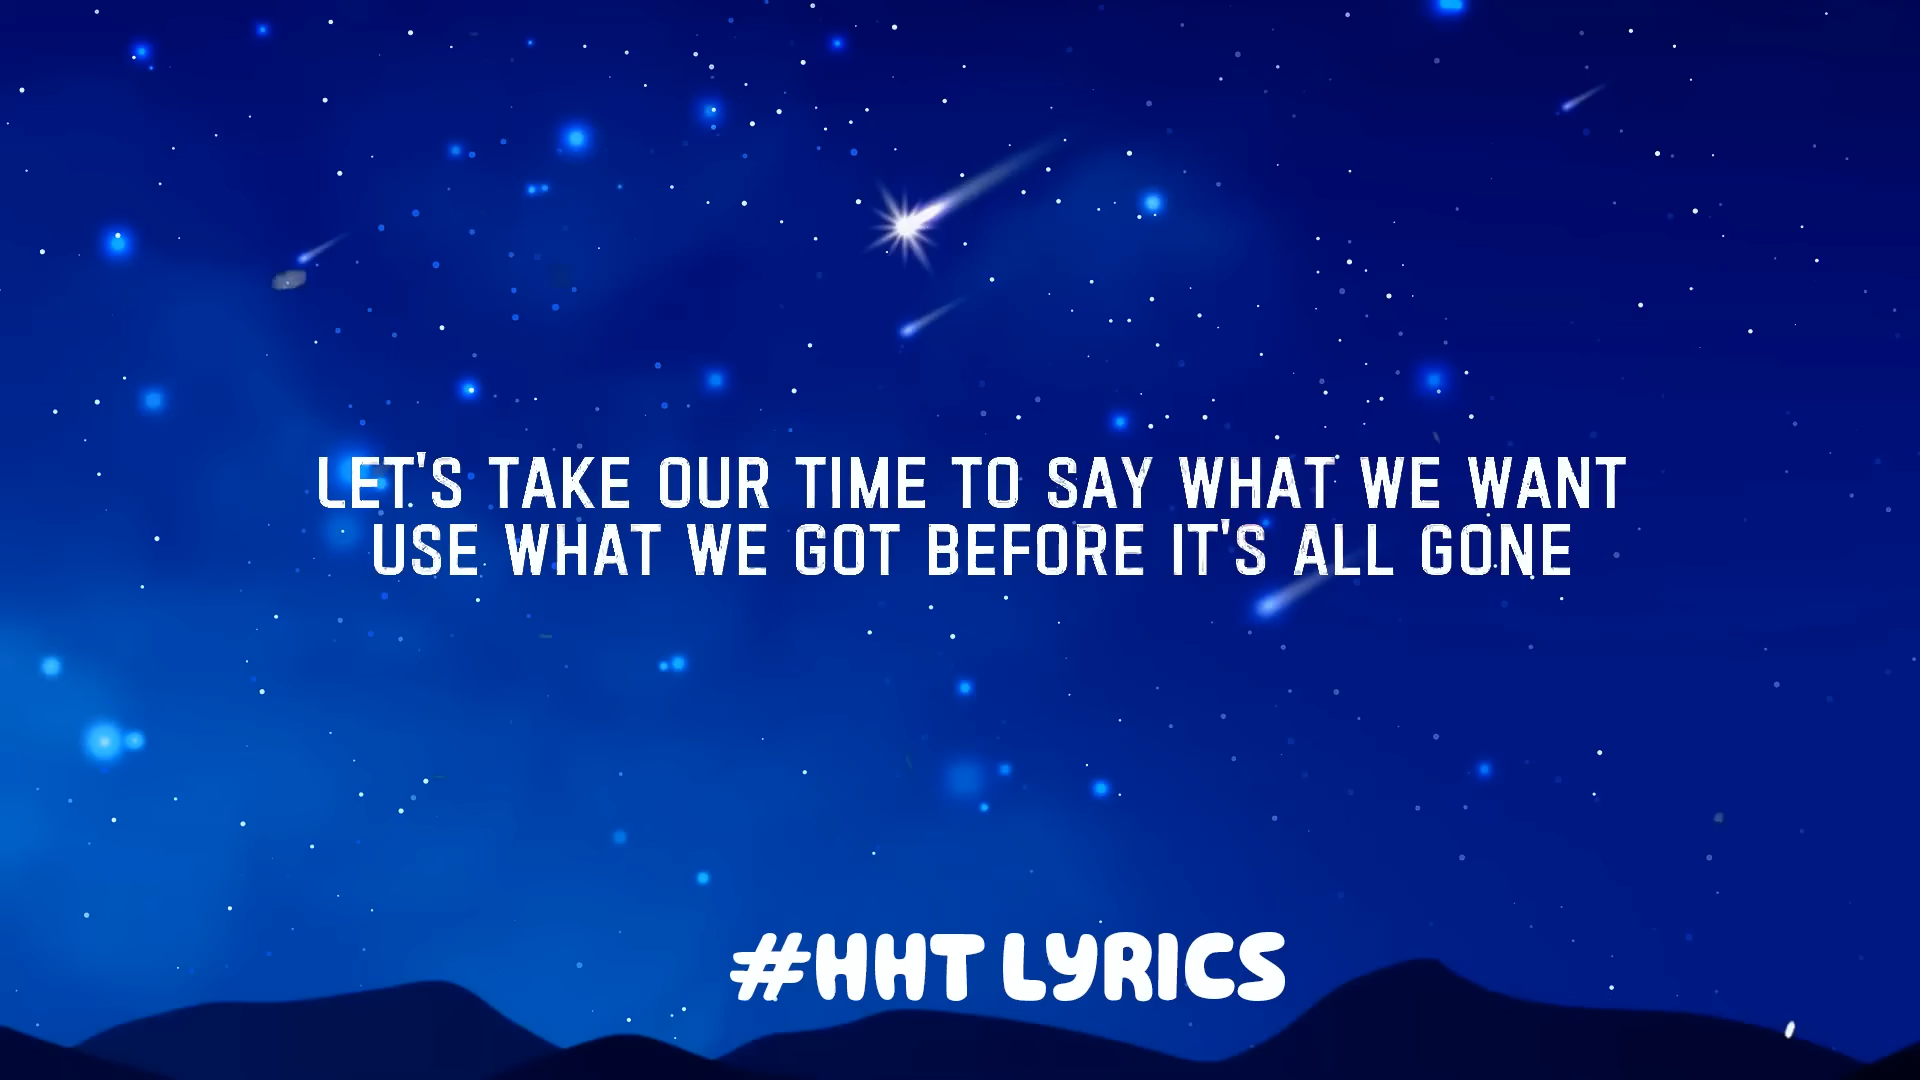 LET'S TAKE OUR TIME TO SAY WHAT WE WANT
USE WHAT WE GOT BEFORE IT'S ALL GONE
#HHT LYRICS